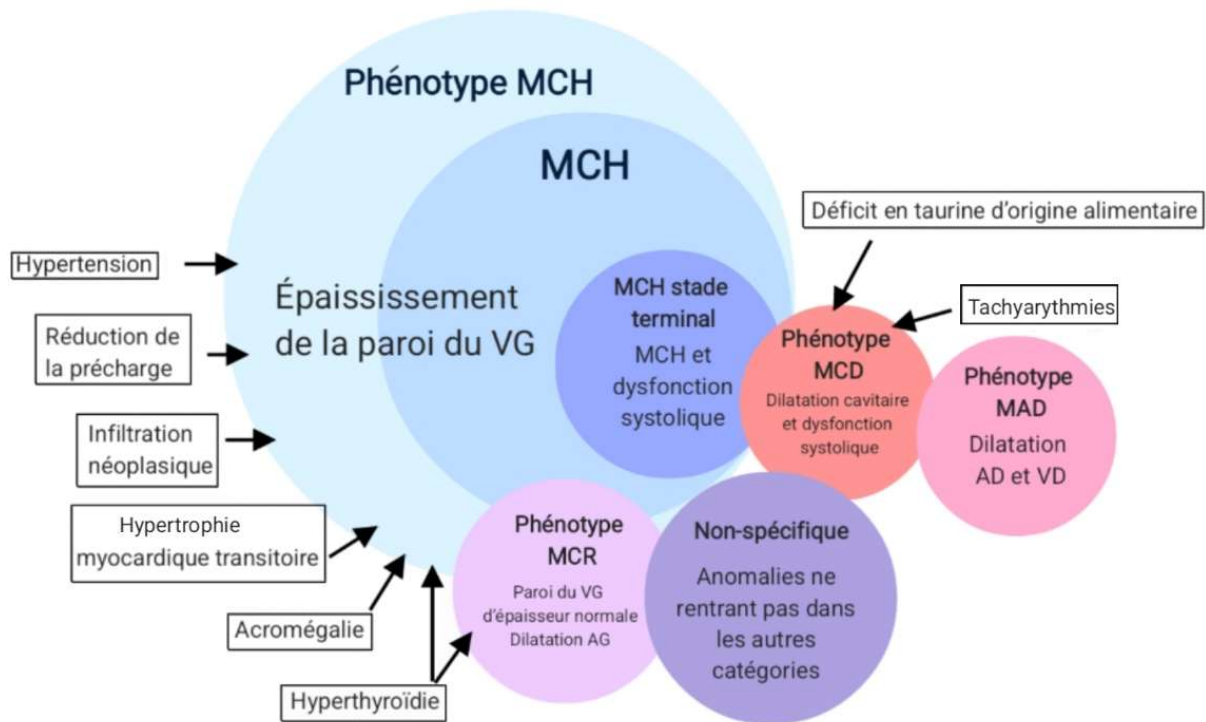 Phénotype MCH
MCH
Épaississement
de la paroi du VG
MCH stade
terminal
MCH et
dysfonction
systolique
Déficit en taurine d'origine alimentaire
Tachyarythmies
Phénotype
MCD
Dilatation cavitaire
et dysfonction
systolique
Phénotype
MAD
Dilatation
AD et VD
Hypertension
Réduction de
la précharge
Infiltration
néoplasique
Hypertrophie
myocardique transitoire
Acromégalie
Hyperthyroïdie
Phénotype
MCR
Paroi du VG
d'épaisseur normale
Dilatation AG
Non-spécifique
Anomalies ne
rentrant pas dans
les autres
catégories